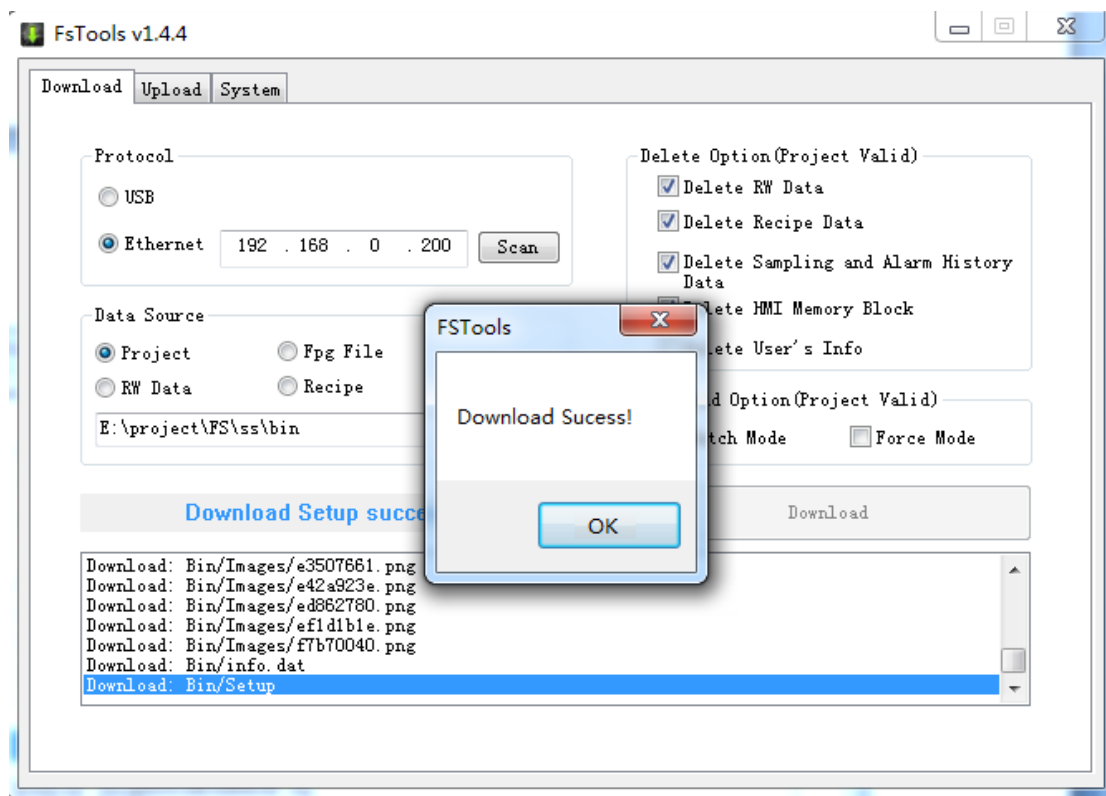 FsTools v1.4.4
Download Upload System
Protocol
USB
Ethernet 192 . 168 . 0 . 200 Scan
Data Source
Project Fpg File
RW Data Recipe
E:\project\FS\ss\bin
Delete Option(Project Valid)
Delete RW Data
Delete Recipe Data
Delete Sampling and Alarm History
Data
lete HMI Memory Block
lete User's Info
d Option(Project Valid)
tch Mode Force Mode
FSTools
Download Sucess!
OK
Download Setup succe
Download
Download: Bin/Images/e3507661.png
Download: Bin/Images/e42a923e.png
Download: Bin/Images/ed862780.png
Download: Bin/Images/ef1d1b1e.png
Download: Bin/Images/f7b70040.png
Download: Bin/info.dat
Download: Bin/Setup